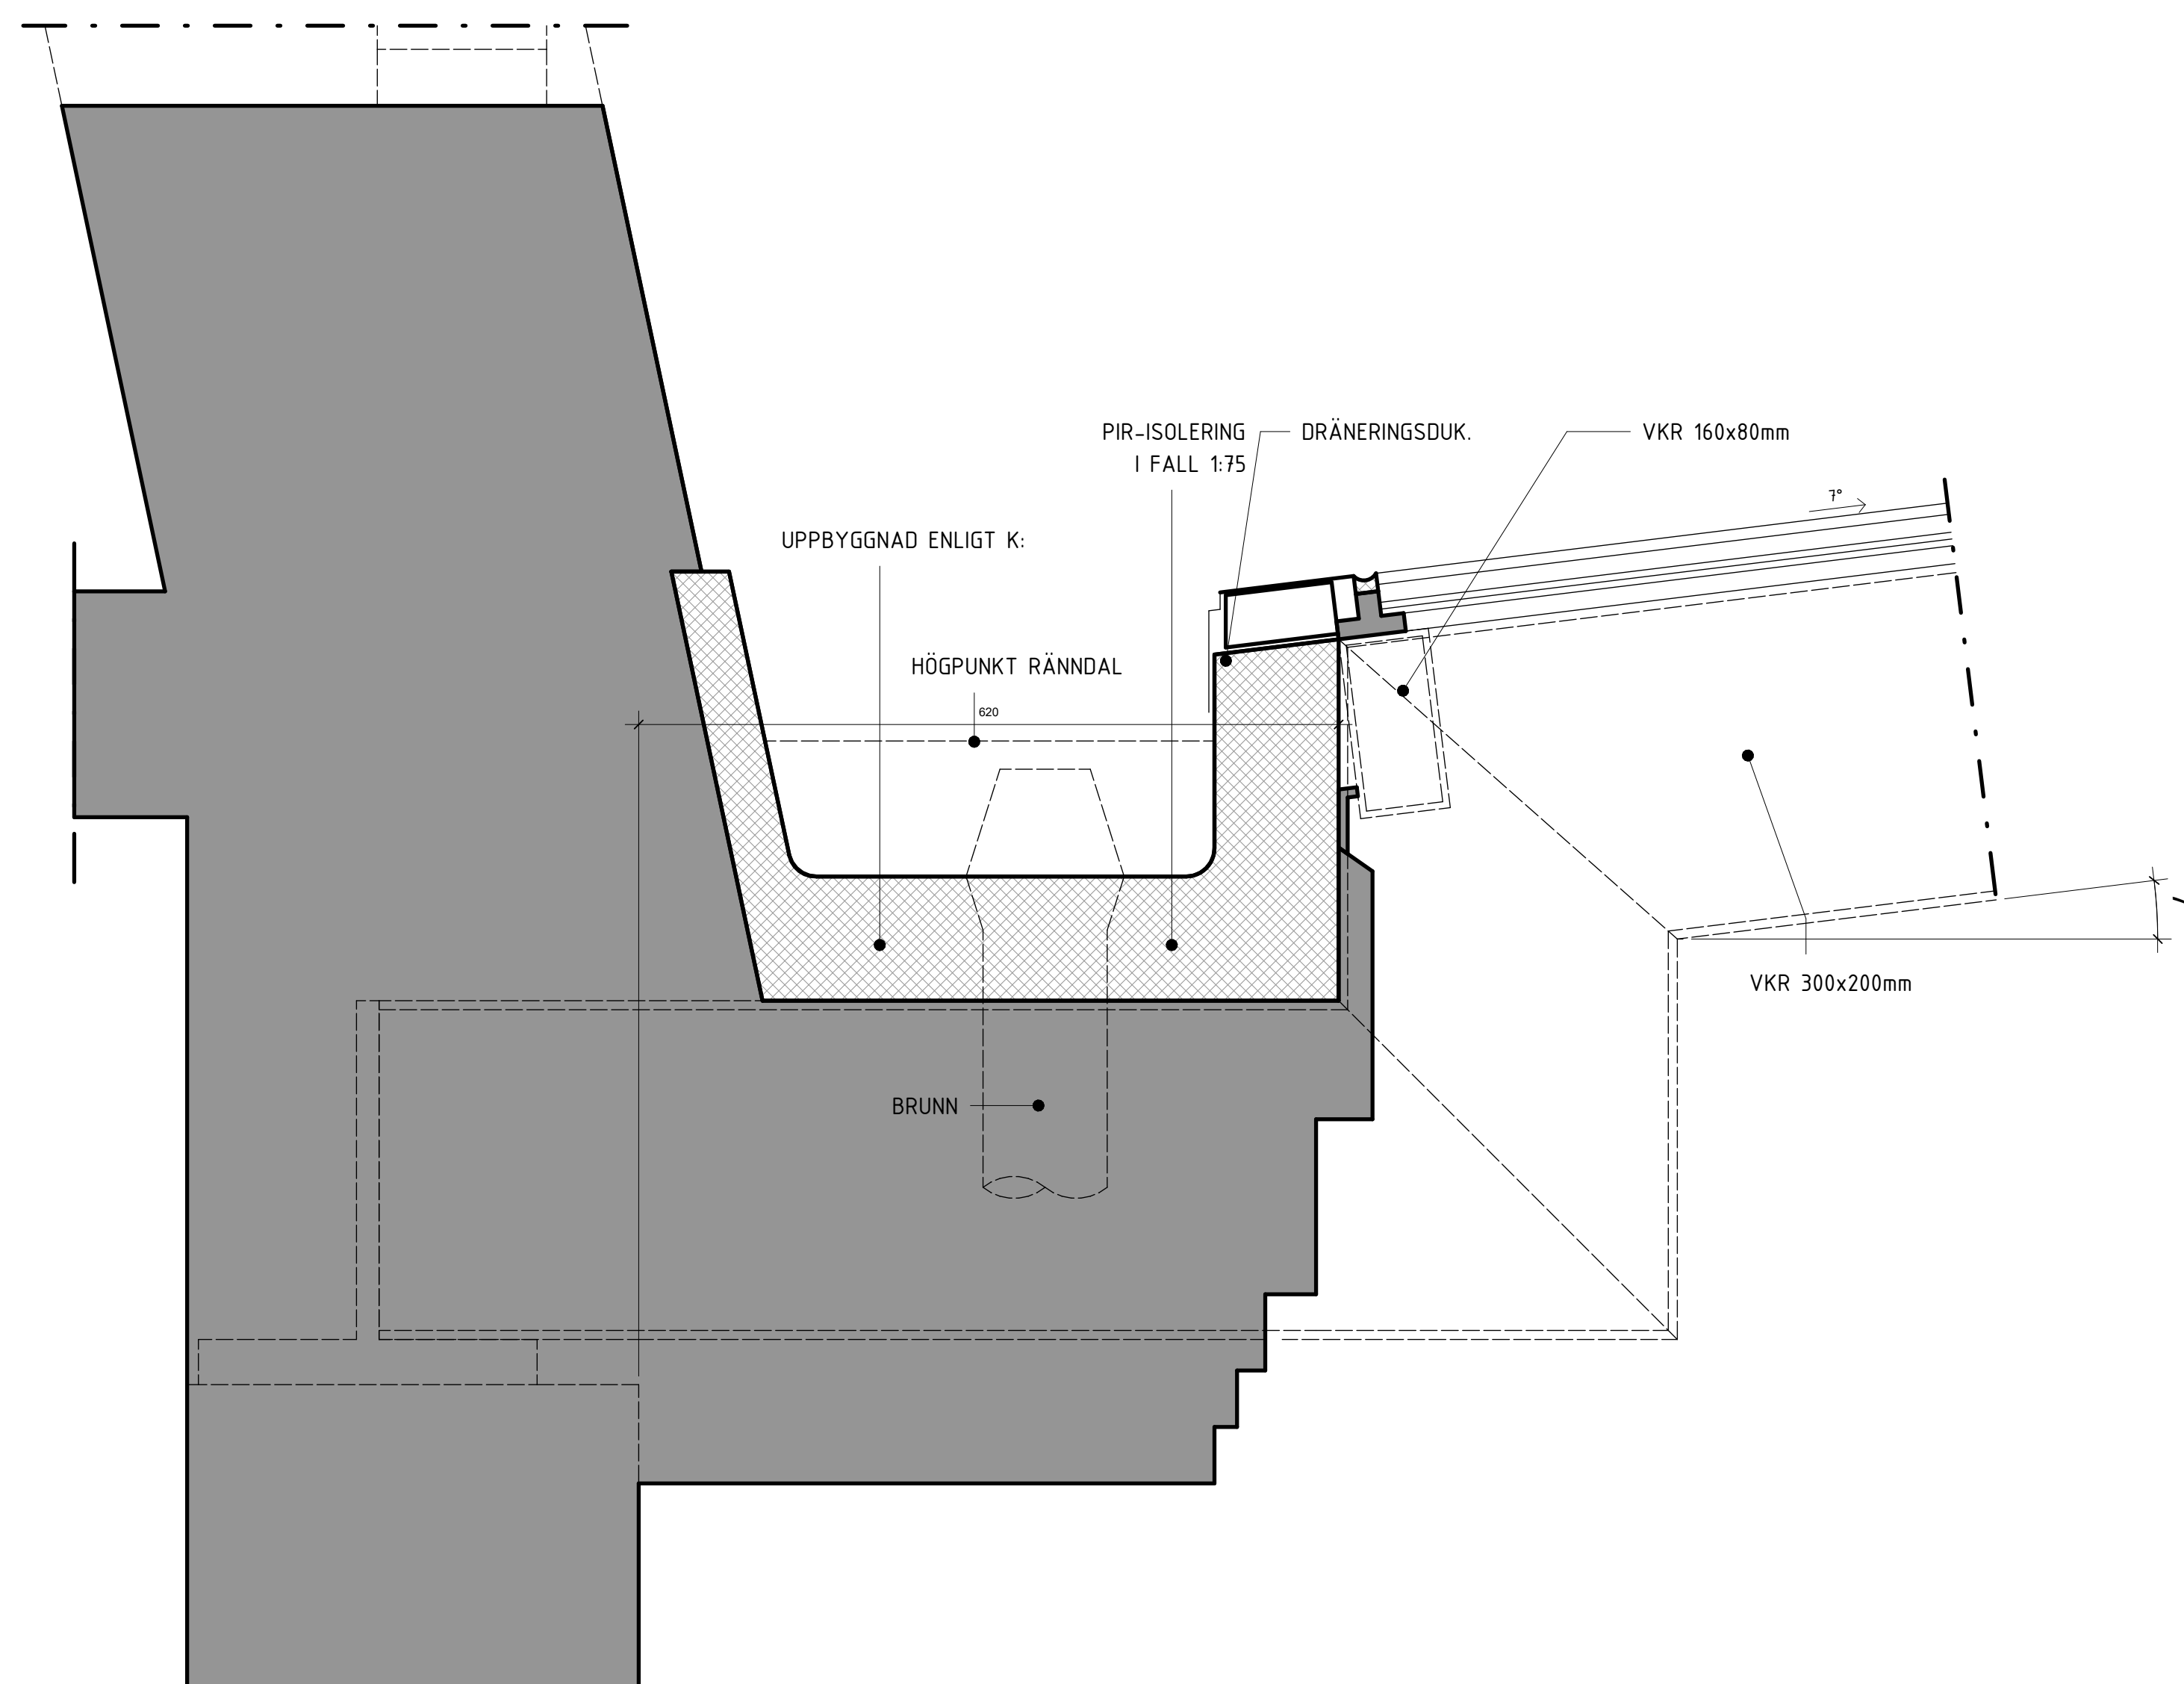 PIR-ISOLERING
I FALL 1:75
DRÄNERINGSDUK.
VKR 160x80mm
7°
UPPBYGGNAD ENLIGT K:
HÖGPUNKT RÄNNDAL
620
VKR 300x200mm
BRUNN